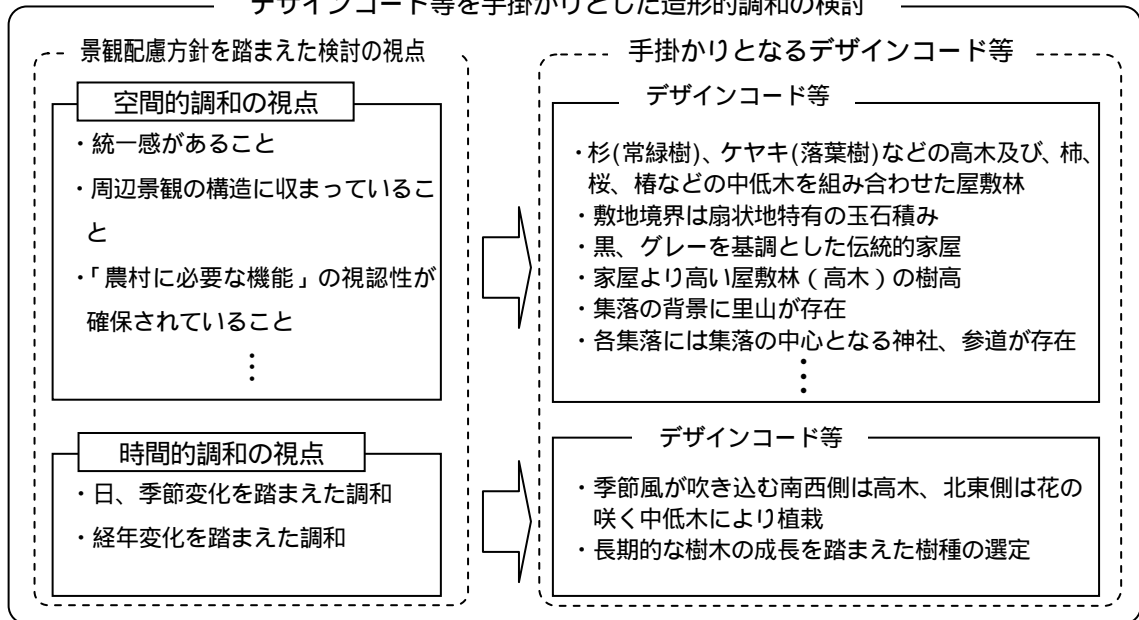 デザインコード等を手掛かりとした造形的調和の検討
景観配慮方針を踏まえた検討の視点
空間的調和の視点
・統一感があること
・周辺景観の構造に収まっているこ
と
・「農村に必要な機能」の視認性が
確保されていること
⋮
時間的調和の視点
・日、季節変化を踏まえた調和
・経年変化を踏まえた調和
手掛かりとなるデザインコード等
デザインコード等
・杉(常緑樹)、ケヤキ(落葉樹)などの高木及び、柿、
桜、椿などの中低木を組み合わせた屋敷林
・敷地境界は扇状地特有の玉石積み
・黒、グレーを基調とした伝統的家屋
・家屋より高い屋敷林(高木)の樹高
・集落の背景に里山が存在
・各集落には集落の中心となる神社、参道が存在
⋮
デザインコード等
・季節風が吹き込む南西側は高木、北東側は花の
咲く中低木により植栽
・長期的な樹木の成長を踏まえた樹種の選定